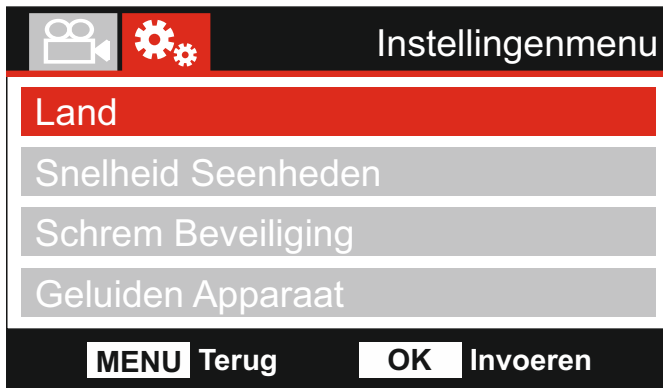 Instellingenmenu
Land
Snelheid Seenheden
Schrem Beveiliging
Geluiden Apparaat
MENU Terug OK Invoeren